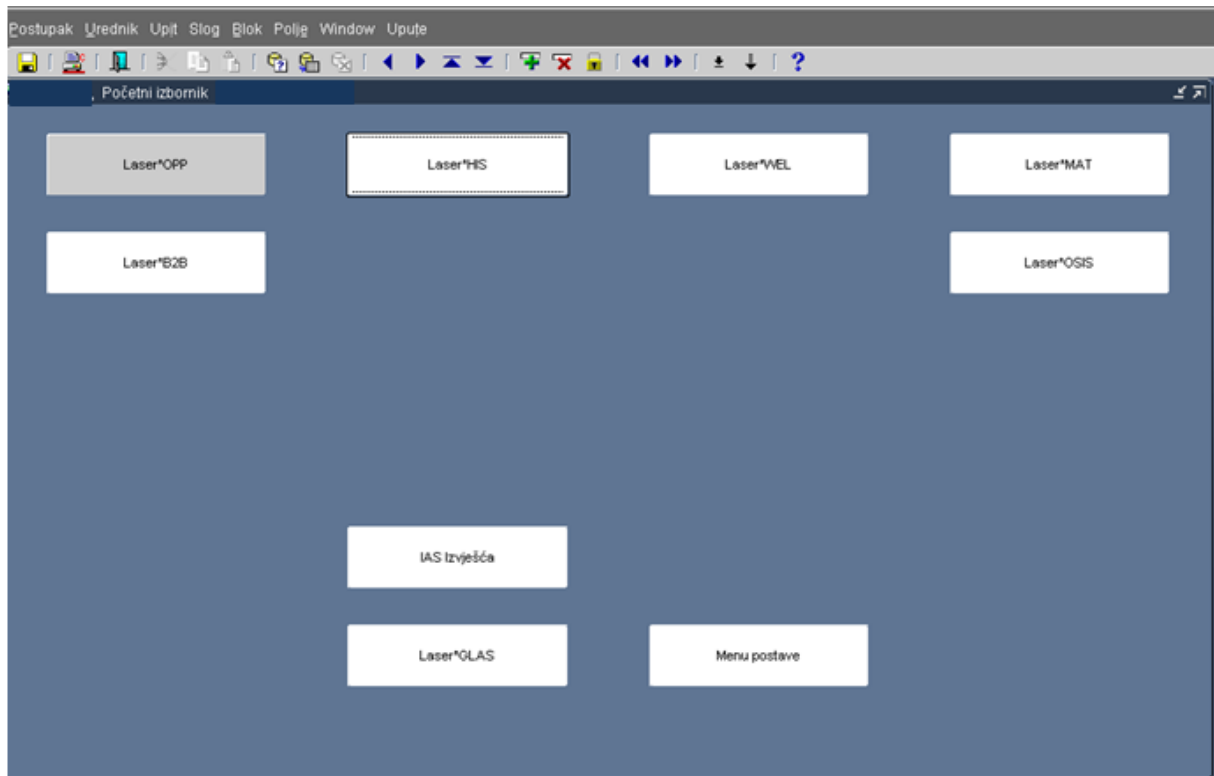 Postupak Urednik Upit Slog Blok Polje Window Upute
, Početni izbornik
Laser*OPP Laser*HIS Laser*WEL Laser*MAT
Laser*B2B Laser*OSIS
IAS Izvješća
Laser*GLAS Menu postave